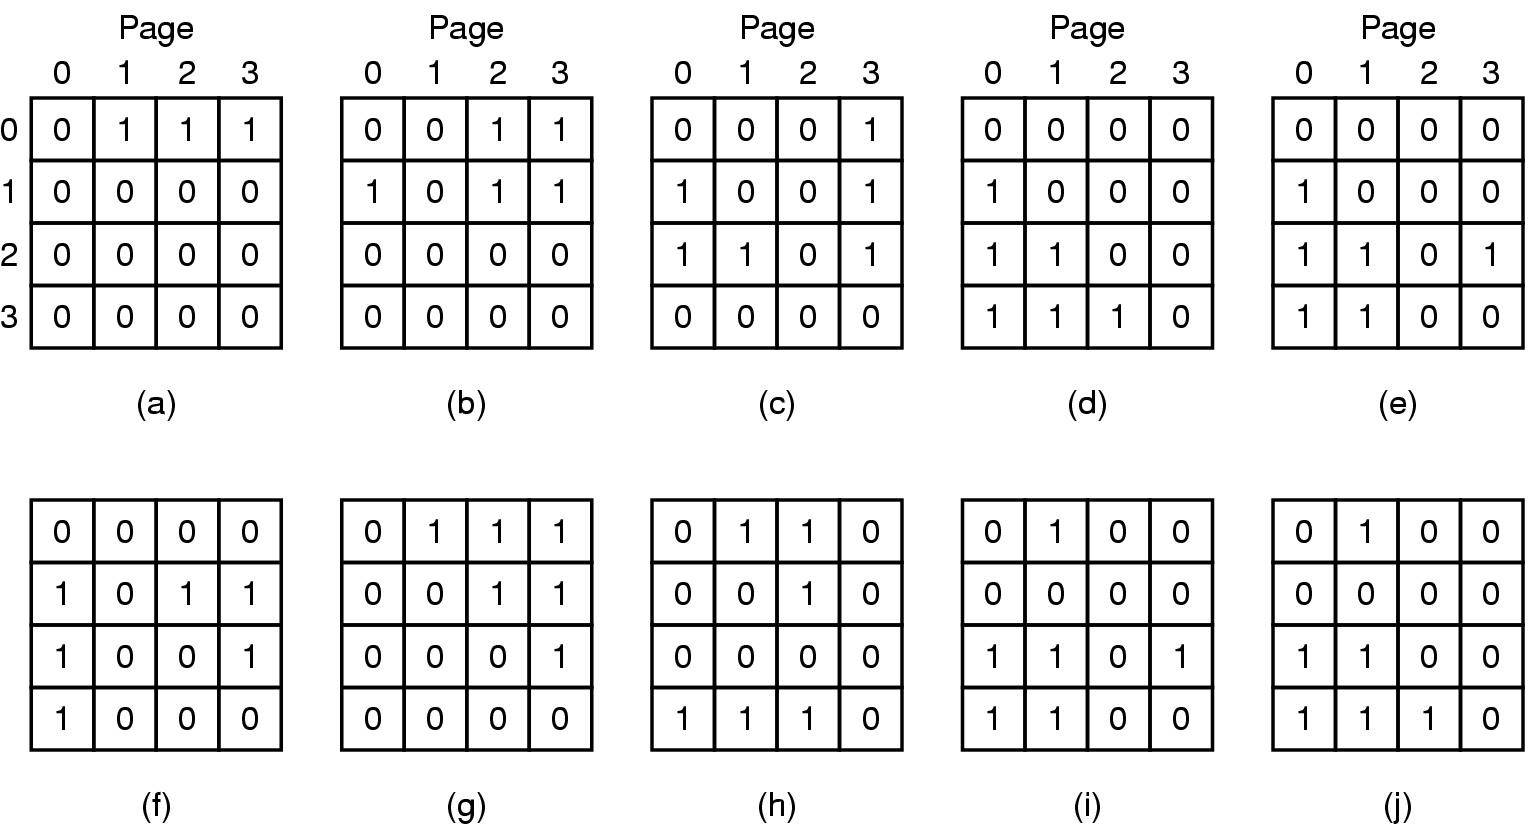 Page Page Page Page Page
0 1 2 3 0 1 2 3 0 1 2 3 0 1 2 3 0 1 2 3
0 0 1 1 1 0 0 1 1 0 0 0 1 0 0 0 0 0 0 0 0
1 0 0 0 0 1 0 1 1 1 0 0 1 1 0 0 0 1 0 0 0
2 0 0 0 0 0 0 0 0 1 1 0 1 1 1 0 0 1 1 0 1
3 0 0 0 0 0 0 0 0 0 0 0 0 1 1 1 0 1 1 0 0
(a) (b) (c) (d) (e)
0 0 0 0 0 1 1 1 0 1 1 0 0 1 0 0 0 1 0 0
1 0 1 1 0 0 1 1 0 0 1 0 0 0 0 0 0 0 0 0
1 0 0 1 0 0 0 1 0 0 0 0 1 1 0 1 1 1 0 0
1 0 0 0 0 0 0 0 1 1 1 0 1 1 0 0 1 1 1 0
(f) (g) (h) (i) (j)